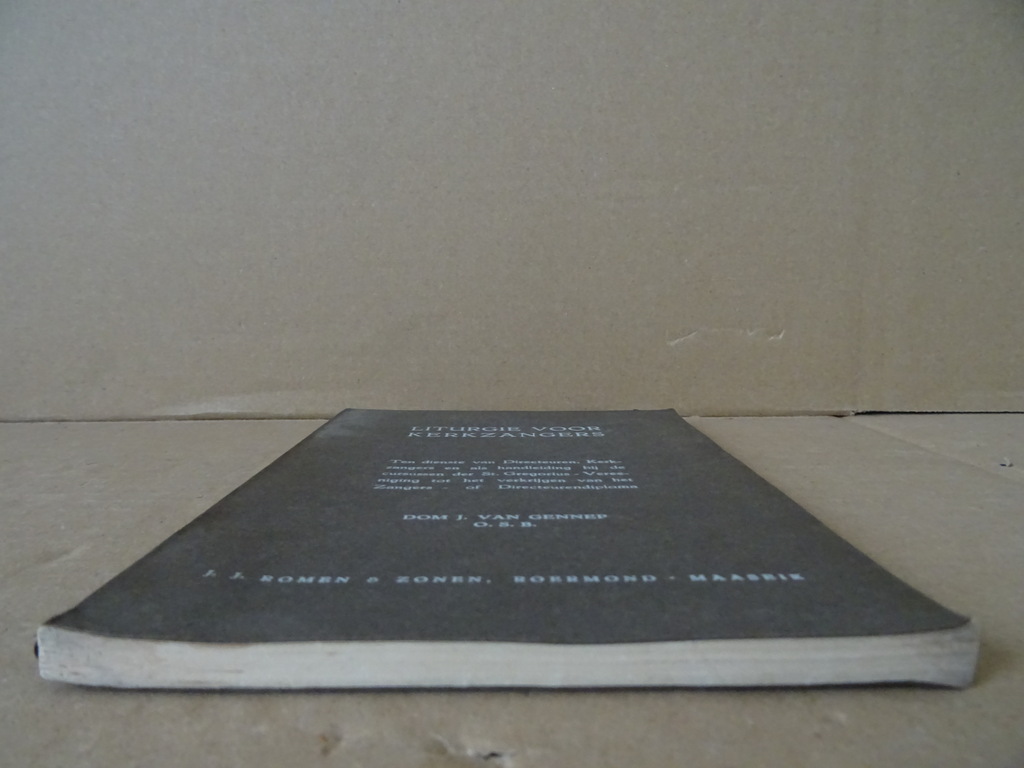 LITURGIE VOOR
KERKZANGERS
Ten dienste van Directeuren, Kerk-
zangers en als handleiding bij de
cursussen der St. Gregorius - Veree-
niging tot het verkrijgen van het
Zangers - of Directeurendiploma
DOM J. VAN GENNEP
O. S. B.
J. J. ROMEN & ZONEN, ROERMOND - MAASEIK